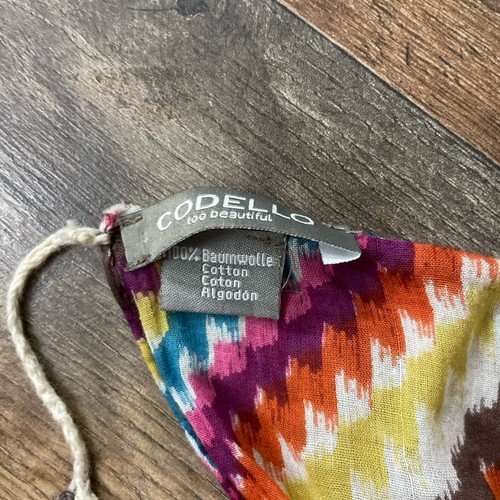 CODELLO
too beautiful
100% Baumwolle
Cotton
Coton
Algodón